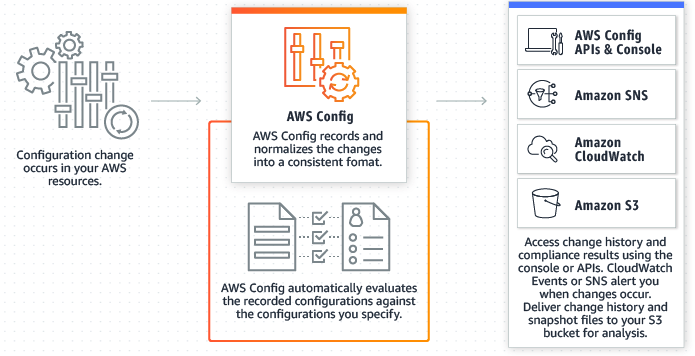 Configuration change
occurs in your AWS
resources.
AWS Config
AWS Config records and
normalizes the changes
into a consistent fomat.
AWS Config automatically evaluates
the recorded configurations against
the configurations you specify.
AWS Config
APIs & Console
Amazon SNS
Amazon
CloudWatch
Amazon S3
Access change history and
compliance results using the
console or APIs. CloudWatch
Events or SNS alert you
when changes occur.
Deliver change history and
snapshot files to your S3
bucket for analysis.